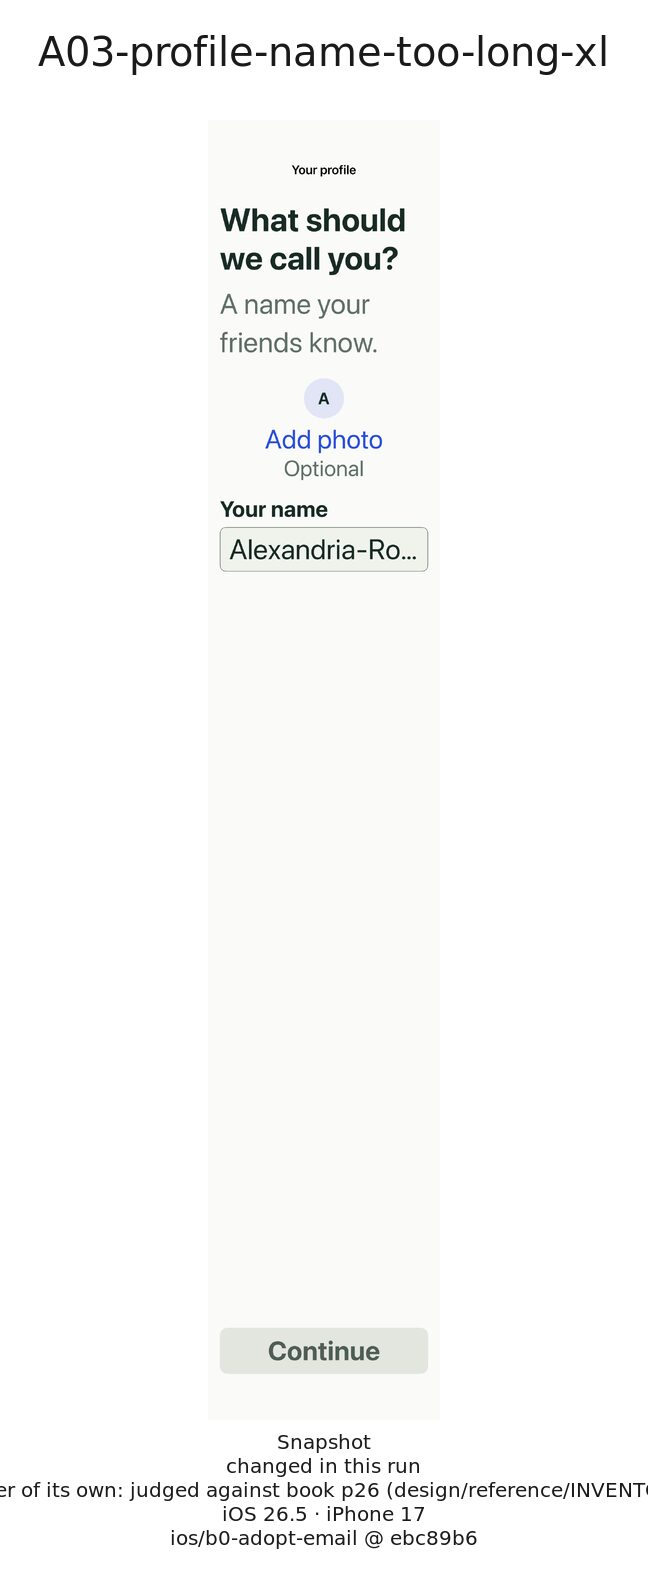 A03-profile-name-too-long-xl
Your profile
What should
we call you?
A name your
friends know.
A
Add photo
Optional
Your name
Alexandria-Ro…
Continue
Snapshot
changed in this run
er of its own: judged against book p26 (design/reference/INVENTO
iOS 26.5 · iPhone 17
ios/b0-adopt-email @ ebc89b6